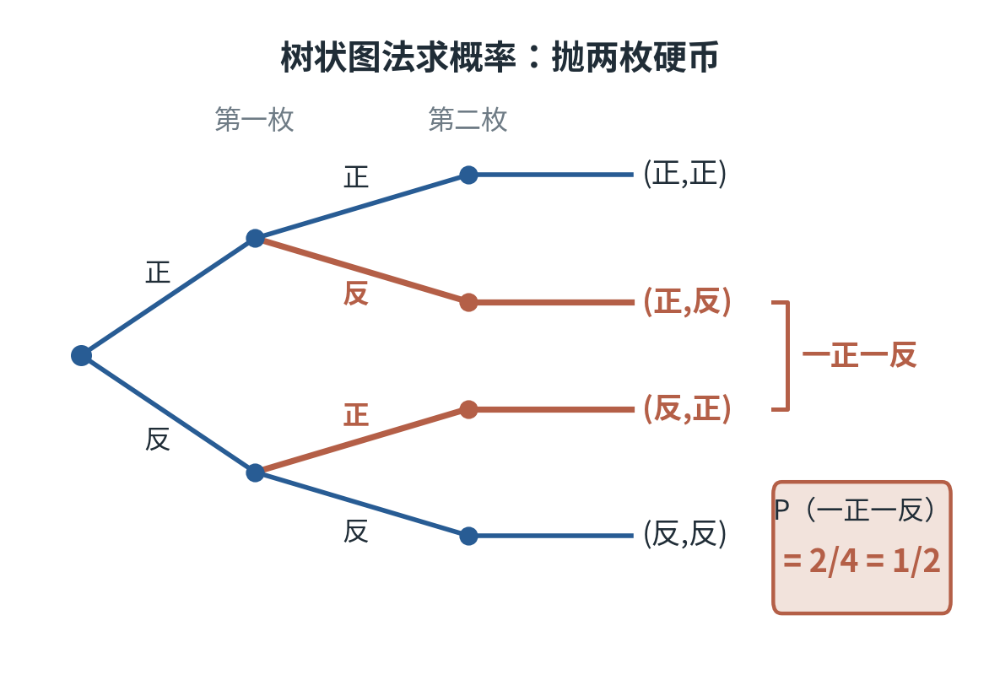 树状图法求概率：抛两枚硬币
第一枚 第二枚
正 (正,正)
正
反 (正,反)
一正一反
正 (反,正)
反
反 (反,反)
P（一正一反）
= 2/4 = 1/2